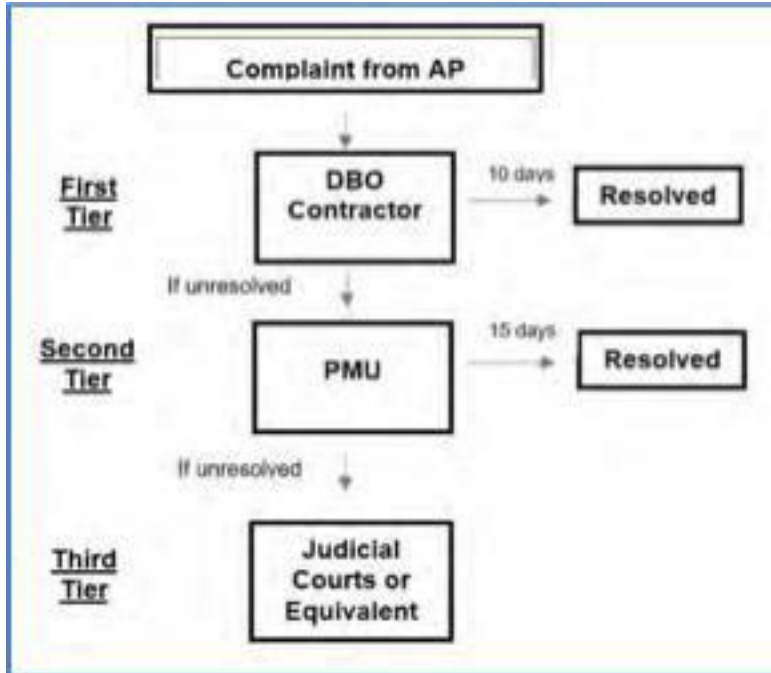 Complaint from AP
First
Tier
DBO
Contractor
10 days
Resolved
If unresolved
Second
Tier
PMU
15 days
Resolved
If unresolved
Third
Tier
Judicial
Courts or
Equivalent